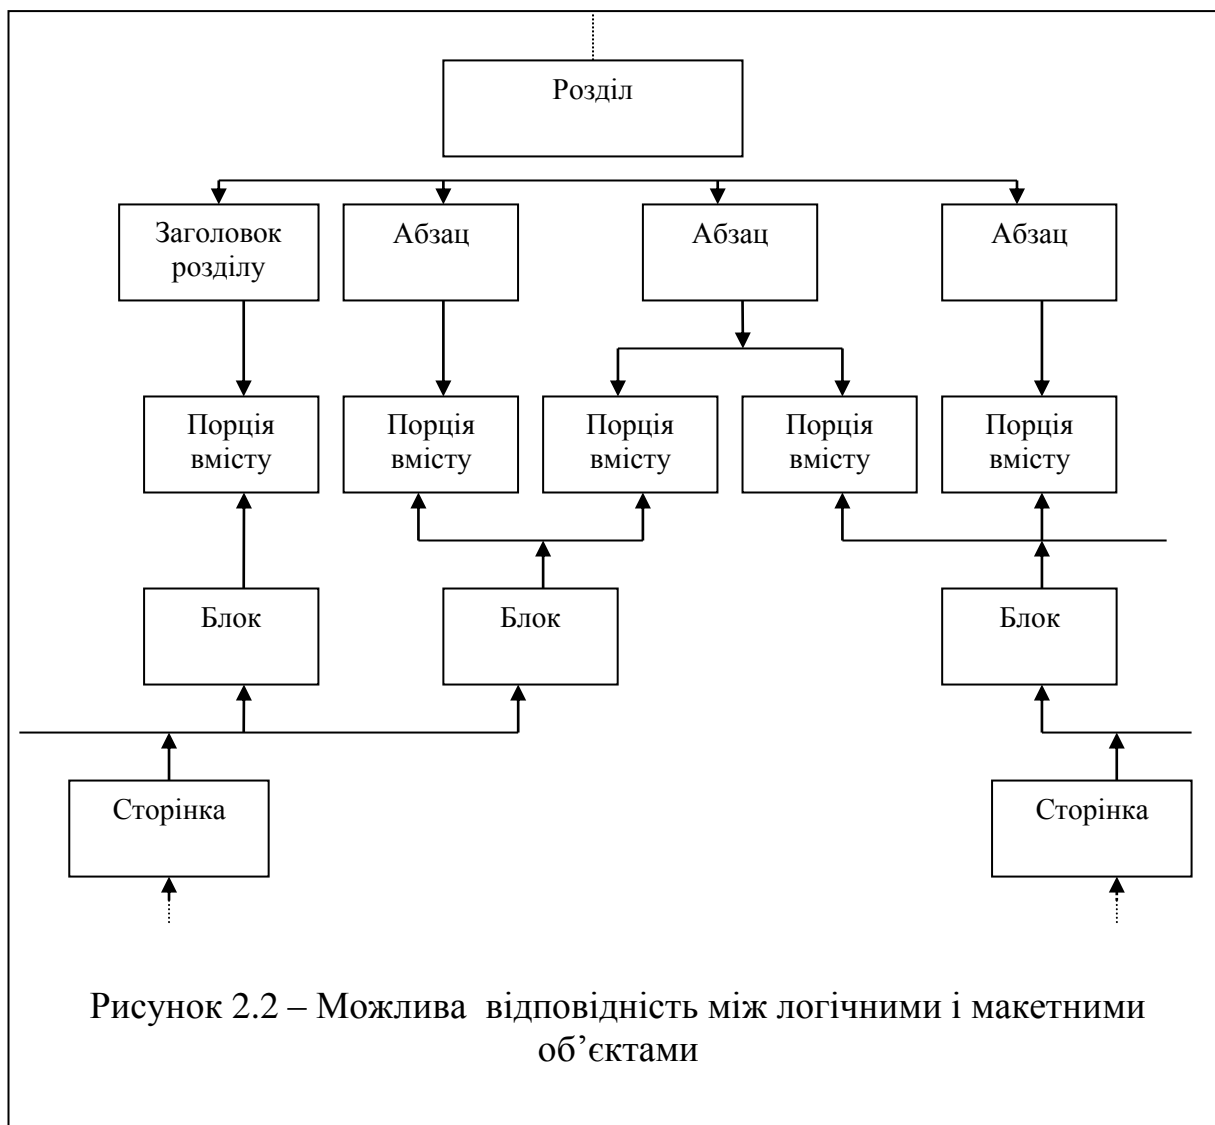 Розділ
Заголовок
розділу
Абзац
Абзац
Абзац
Порція
вмісту
Порція
вмісту
Порція
вмісту
Порція
вмісту
Порція
вмісту
Блок
Блок
Блок
Сторінка
Сторінка
Рисунок 2.2 – Можлива відповідність між логічними і макетними
об’єктами